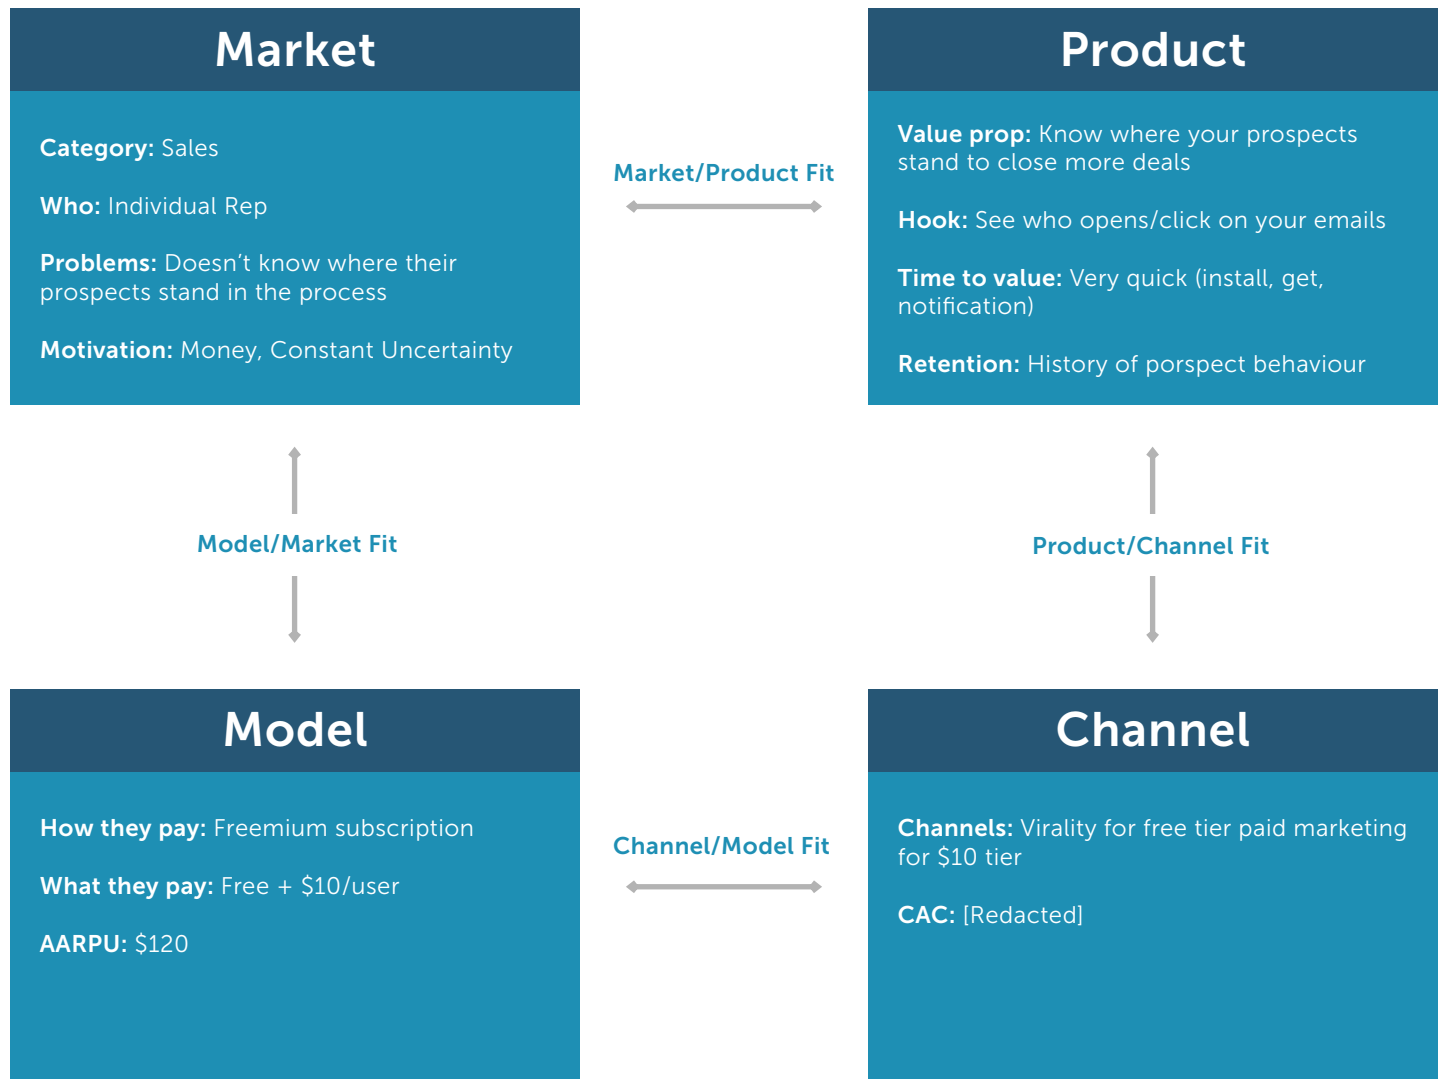 Market
Category: Sales
Who: Individual Rep
Problems: Doesn't know where their
prospects stand in the process
Motivation: Money, Constant Uncertainty
Market/Product Fit
Product
Value prop: Know where your prospects
stand to close more deals
Hook: See who opens/click on your emails
Time to value: Very quick (install, get,
notification)
Retention: History of porspect behaviour
Model/Market Fit
Product/Channel Fit
Model
How they pay: Freemium subscription
What they pay: Free + $10/user
AARPU: $120
Channel/Model Fit
Channel
Channels: Virality for free tier paid marketing
for $10 tier
CAC: [Redacted]